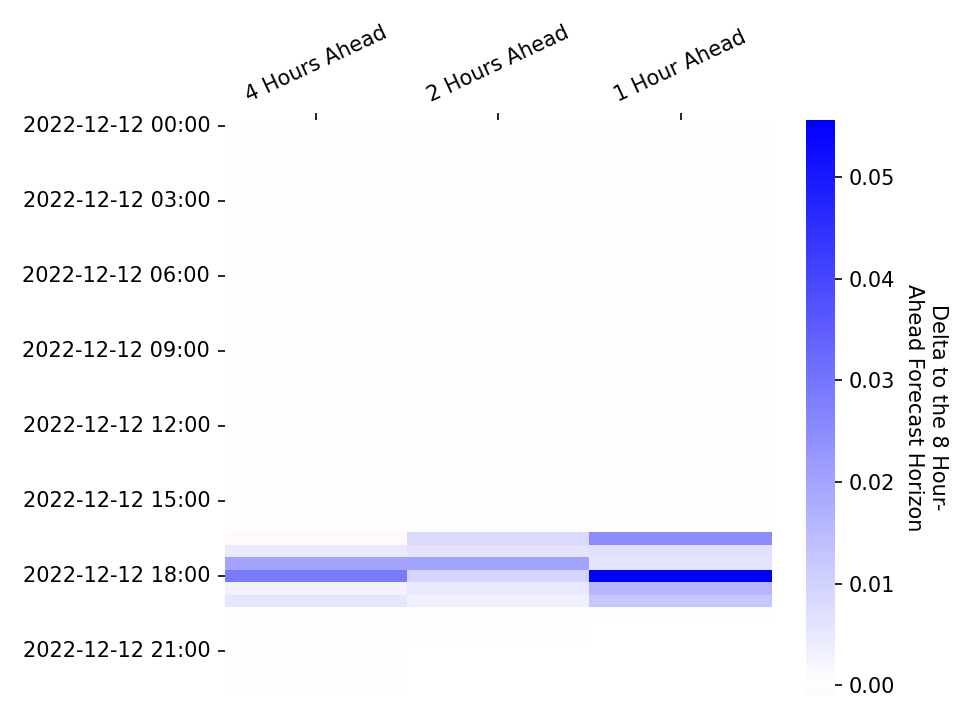 4 Hours Ahead
2 Hours Ahead
1 Hour Ahead
2022-12-12 00:00
2022-12-12 03:00
2022-12-12 06:00
2022-12-12 09:00
2022-12-12 12:00
2022-12-12 15:00
2022-12-12 18:00
2022-12-12 21:00
0.05
0.04
0.03
0.02
0.01
0.00
Delta to the 8 Hour-
Ahead Forecast Horizon